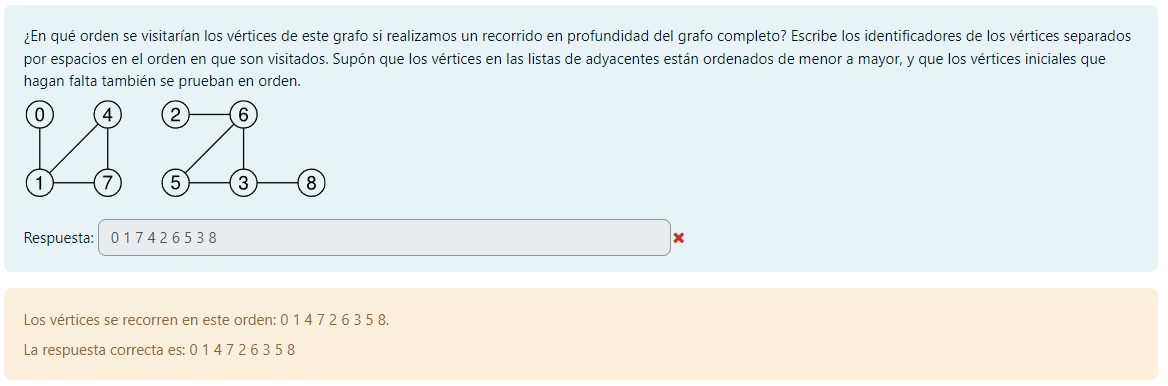 ¿En qué orden se visitarían los vértices de este grafo si realizamos un recorrido en profundidad del grafo completo? Escribe los identificadores de los vértices separados
por espacios en el orden en que son visitados. Supón que los vértices en las listas de adyacentes están ordenados de menor a mayor, y que los vértices iniciales que
hagan falta también se prueban en orden.
0 4 2 6
1 7 5 3 8
Respuesta: 0 1 7 4 2 6 5 3 8
Los vértices se recorren en este orden: 0 1 4 7 2 6 3 5 8.
La respuesta correcta es: 0 1 4 7 2 6 3 5 8